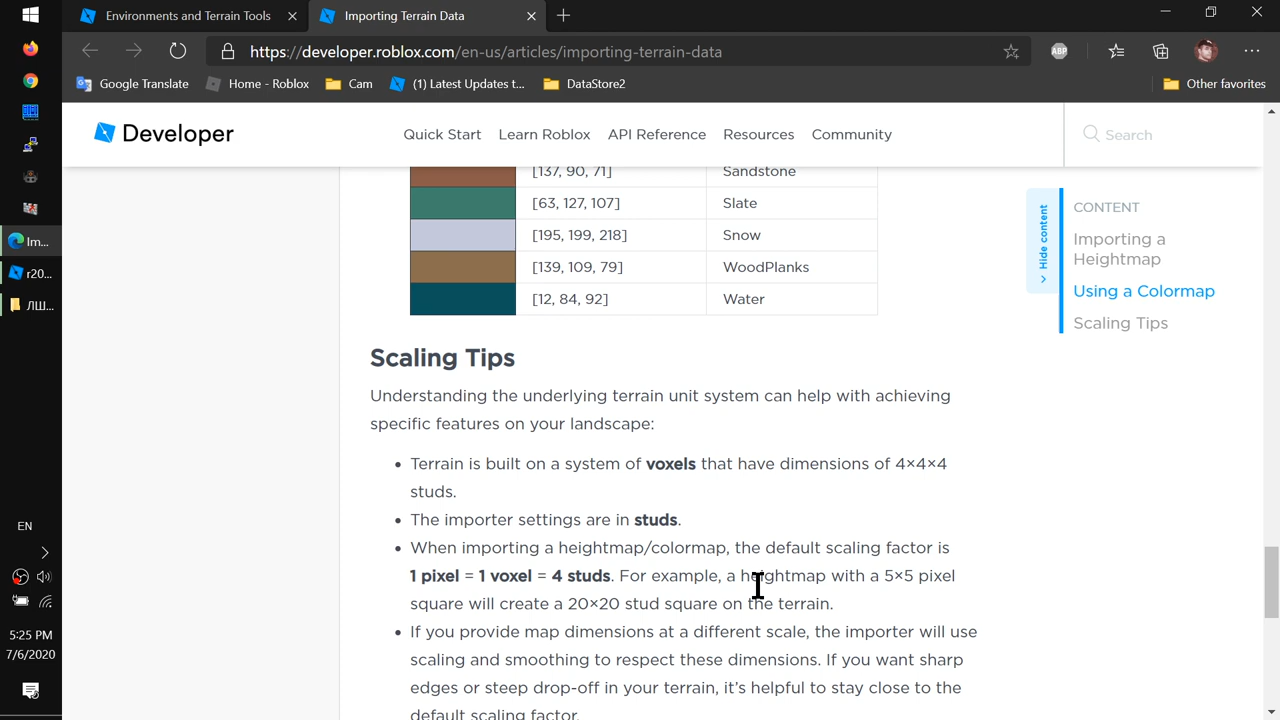 Environments and Terrain Tools
Importing Terrain Data
https://developer.roblox.com/en-us/articles/importing-terrain-data
ABP
Google Translate
Home - Roblox
Cam
(1) Latest Updates t...
DataStore2
Other favorites
Developer
Quick Start
Learn Roblox
API Reference
Resources
Community
Search
[137, 90, 71] Sandstone
[63, 127, 107] Slate
[195, 199, 218] Snow
[139, 109, 79] WoodPlanks
[12, 84, 92] Water
Hide content
CONTENT
Importing a
Heightmap
Using a Colormap
Scaling Tips
Scaling Tips
Understanding the underlying terrain unit system can help with achieving
specific features on your landscape:
Terrain is built on a system of voxels that have dimensions of 4×4×4
studs.
The importer settings are in studs.
When importing a heightmap/colormap, the default scaling factor is
1 pixel = 1 voxel = 4 studs. For example, a heightmap with a 5×5 pixel
square will create a 20×20 stud square on the terrain.
If you provide map dimensions at a different scale, the importer will use
scaling and smoothing to respect these dimensions. If you want sharp
edges or steep drop-off in your terrain, it's helpful to stay close to the
default scaling factor.
Im...
r20...
ЛШ...
EN
5:25 PM
7/6/2020